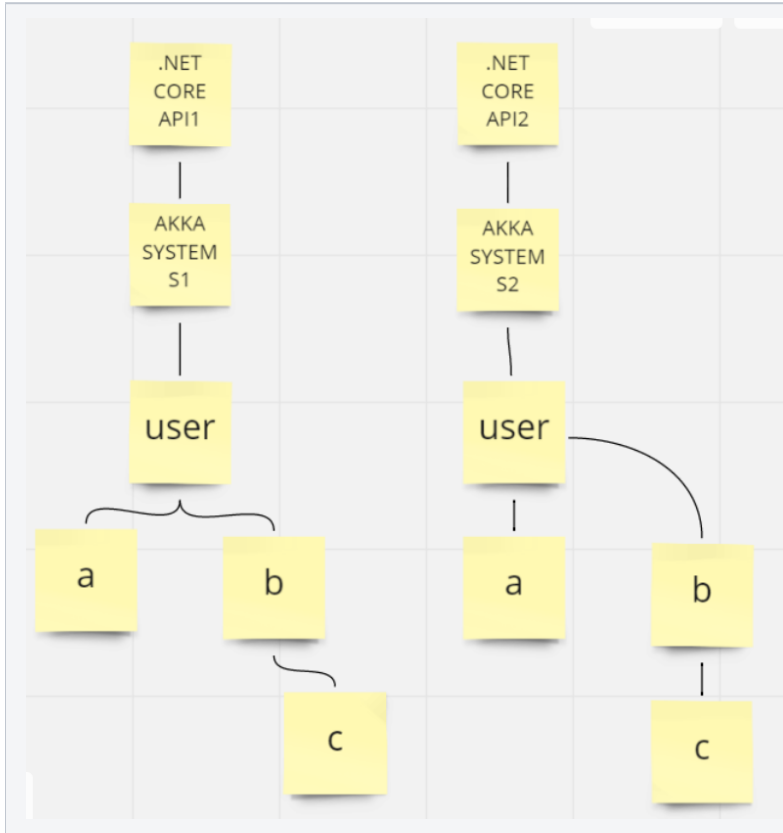 .NET
CORE
API1
.NET
CORE
API2
AKKA
SYSTEM
S1
AKKA
SYSTEM
S2
user
user
a
b
a
b
c
c